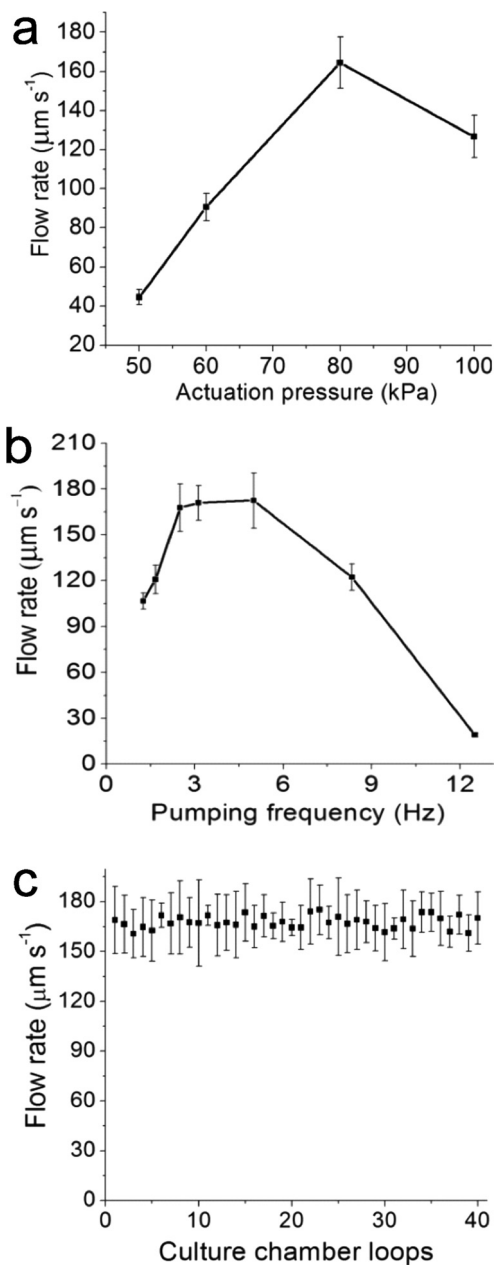 a
180
160
140
120
100
80
60
40
20
Flow rate (μm s⁻¹)
50 60 70 80 90 100
Actuation pressure (kPa)
b
210
180
150
120
90
60
30
0
Flow rate (μm s⁻¹)
0 3 6 9 12
Pumping frequency (Hz)
c
180
150
120
90
60
30
0
Flow rate (μm s⁻¹)
0 10 20 30 40
Culture chamber loops